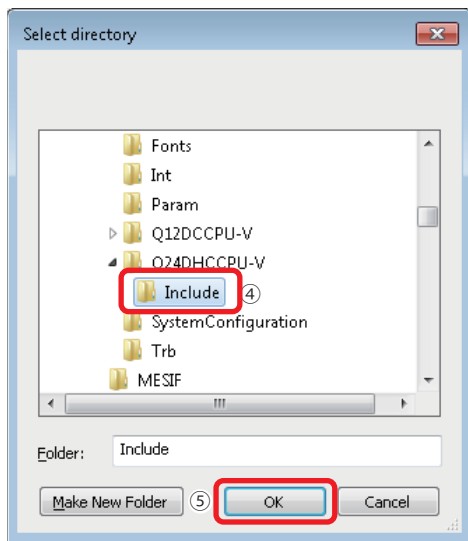 Select directory
Fonts
Int
Param
Q12DCCPU-V
Q24DHCCPU-V
Include ④
SystemConfiguration
Trb
MESIF
Folder: Include
Make New Folder ⑤ OK Cancel